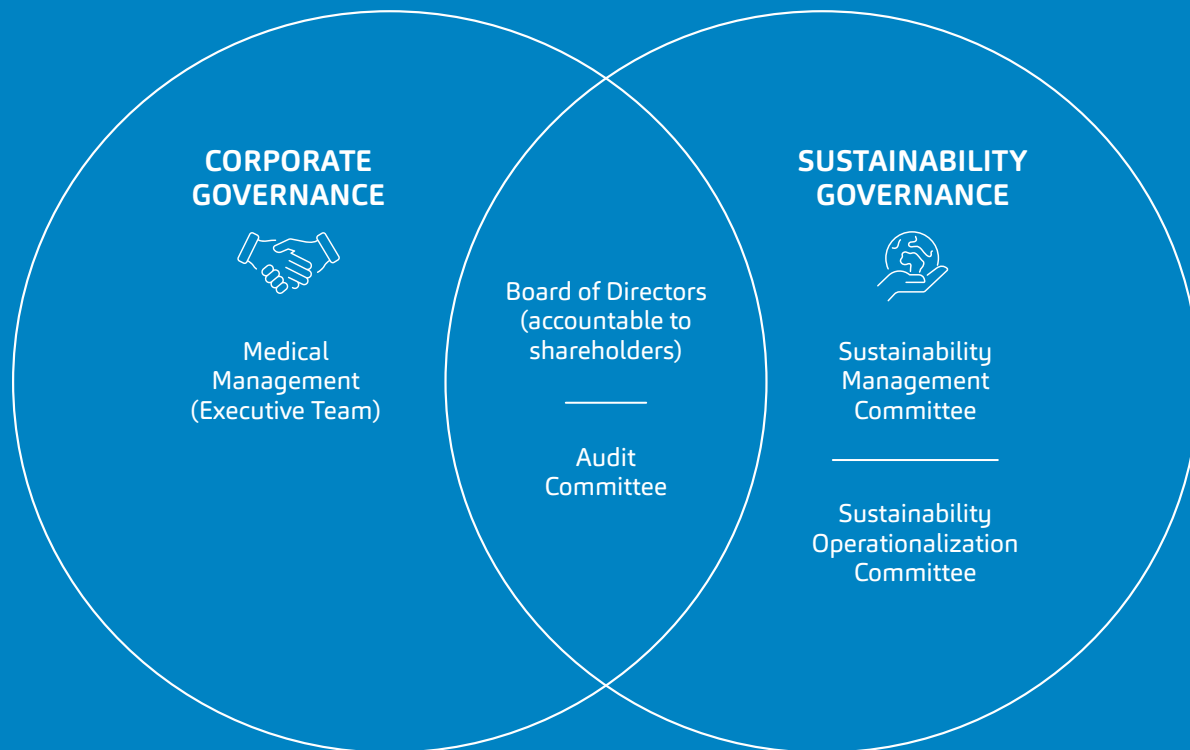 CORPORATE
GOVERNANCE
Medical
Management
(Executive Team)
Board of Directors
(accountable to
shareholders)
Audit
Committee
SUSTAINABILITY
GOVERNANCE
Sustainability
Management
Committee
Sustainability
Operationalization
Committee